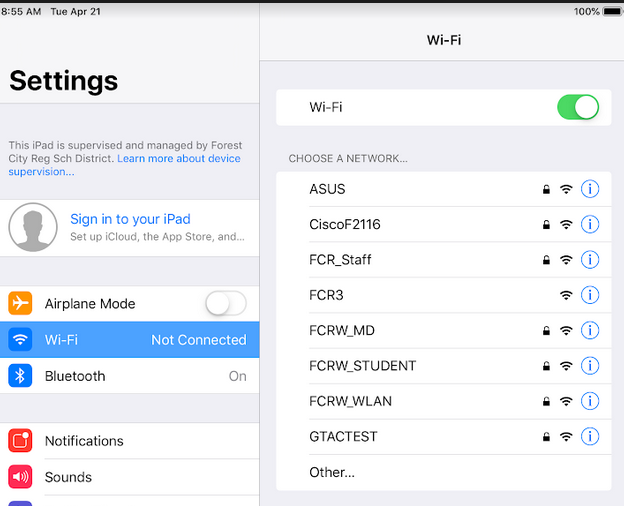 8:55 AM Tue Apr 21
100%
Settings
This iPad is supervised and managed by Forest
City Reg Sch District. Learn more about device
supervision...
Sign in to your iPad
Set up iCloud, the App Store, and...
Airplane Mode
Wi-Fi Not Connected
Bluetooth On
Notifications
Sounds
Wi-Fi
Wi-Fi
CHOOSE A NETWORK...
ASUS
CiscoF2116
FCR_Staff
FCR3
FCRW_MD
FCRW_STUDENT
FCRW_WLAN
GTACTEST
Other...